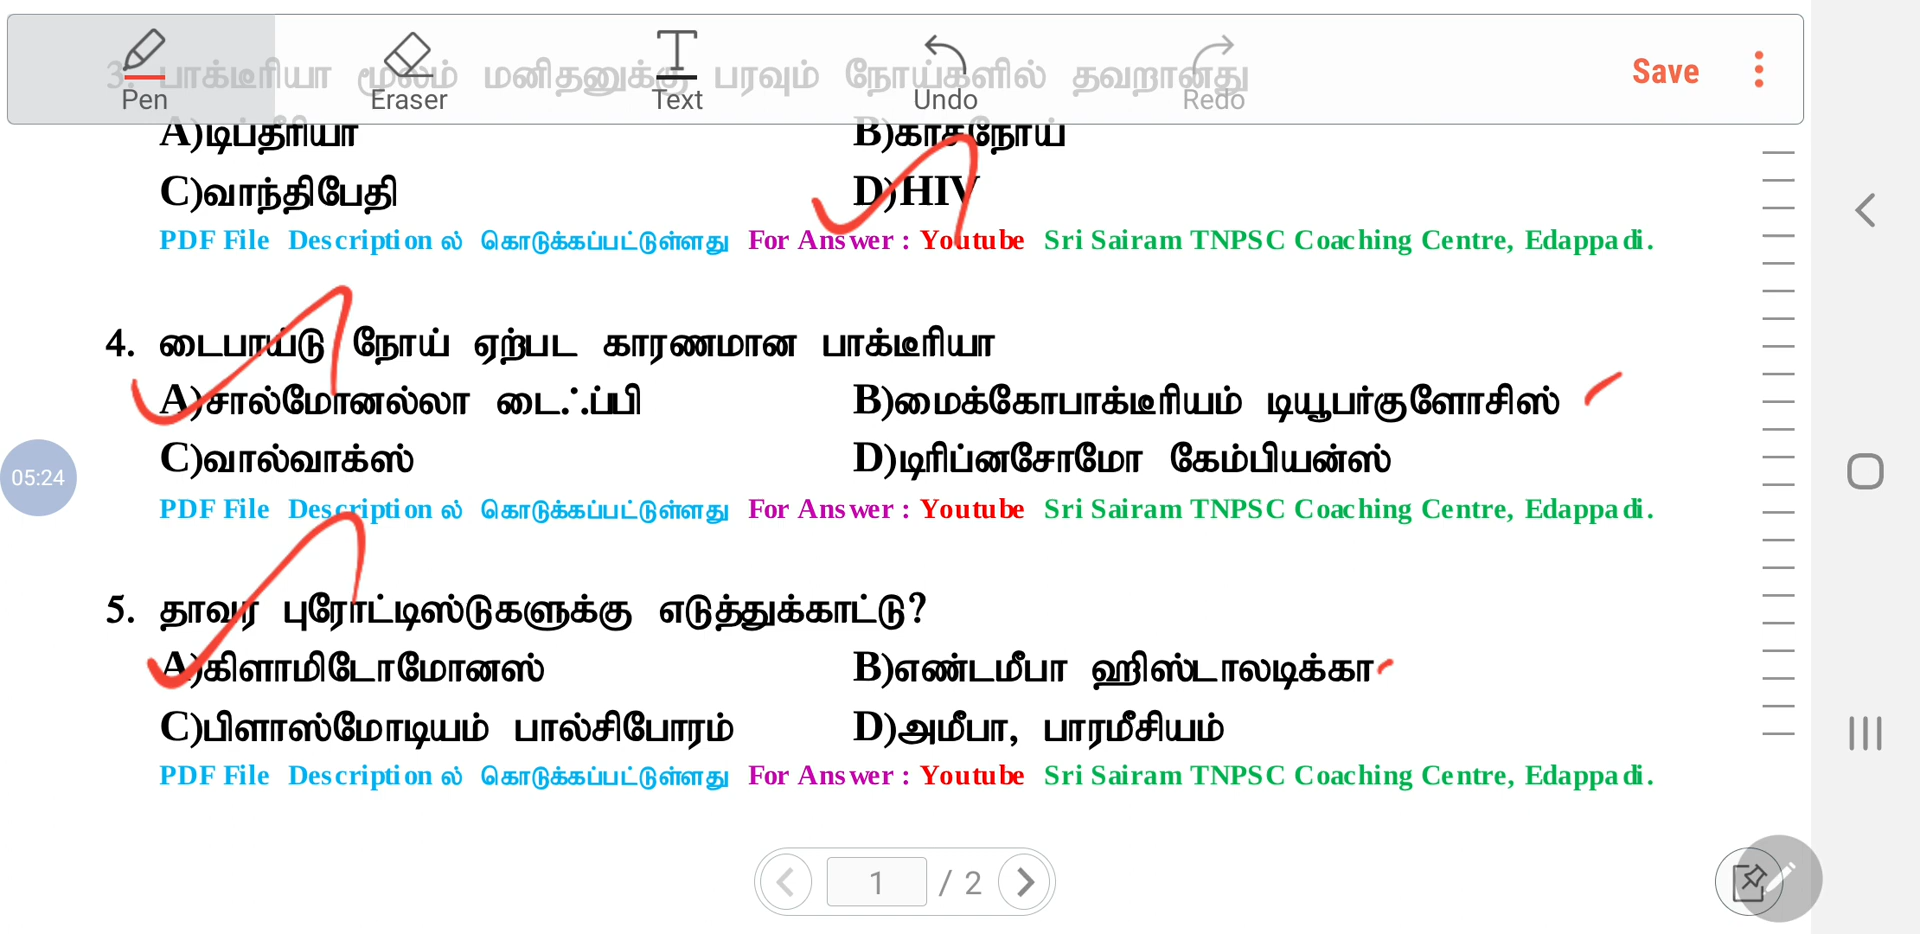 Pen Eraser Text Undo Redo Save
3. பாக்டீரியா மூலம் மனிதனுக்கு பரவும் நோய்களில் தவறானது
A)டிப்தீரியா B)காசநோய்
C)வாந்திபேதி D)HIV
PDF File Description ல் கொடுக்கப்பட்டுள்ளது For Answer : Youtube Sri Sairam TNPSC Coaching Centre, Edappadi.
4. டைபாய்டு நோய் ஏற்பட காரணமான பாக்டீரியா
A)சால்மோனல்லா டைஃப்பி B)மைக்கோபாக்டீரியம் டியூபர்குளோசிஸ்
05:24
C)வால்வாக்ஸ் D)டிரிப்னசோமோ கேம்பியன்ஸ்
PDF File Description ல் கொடுக்கப்பட்டுள்ளது For Answer : Youtube Sri Sairam TNPSC Coaching Centre, Edappadi.
5. தாவர புரோட்டிஸ்டுகளுக்கு எடுத்துக்காட்டு?
A)கிளாமிடோமோனஸ் B)எண்டமீபா ஹிஸ்டாலடிக்கா
C)பிளாஸ்மோடியம் பால்சிபோரம் D)அமீபா, பாரமீசியம்
PDF File Description ல் கொடுக்கப்பட்டுள்ளது For Answer : Youtube Sri Sairam TNPSC Coaching Centre, Edappadi.
1 / 2